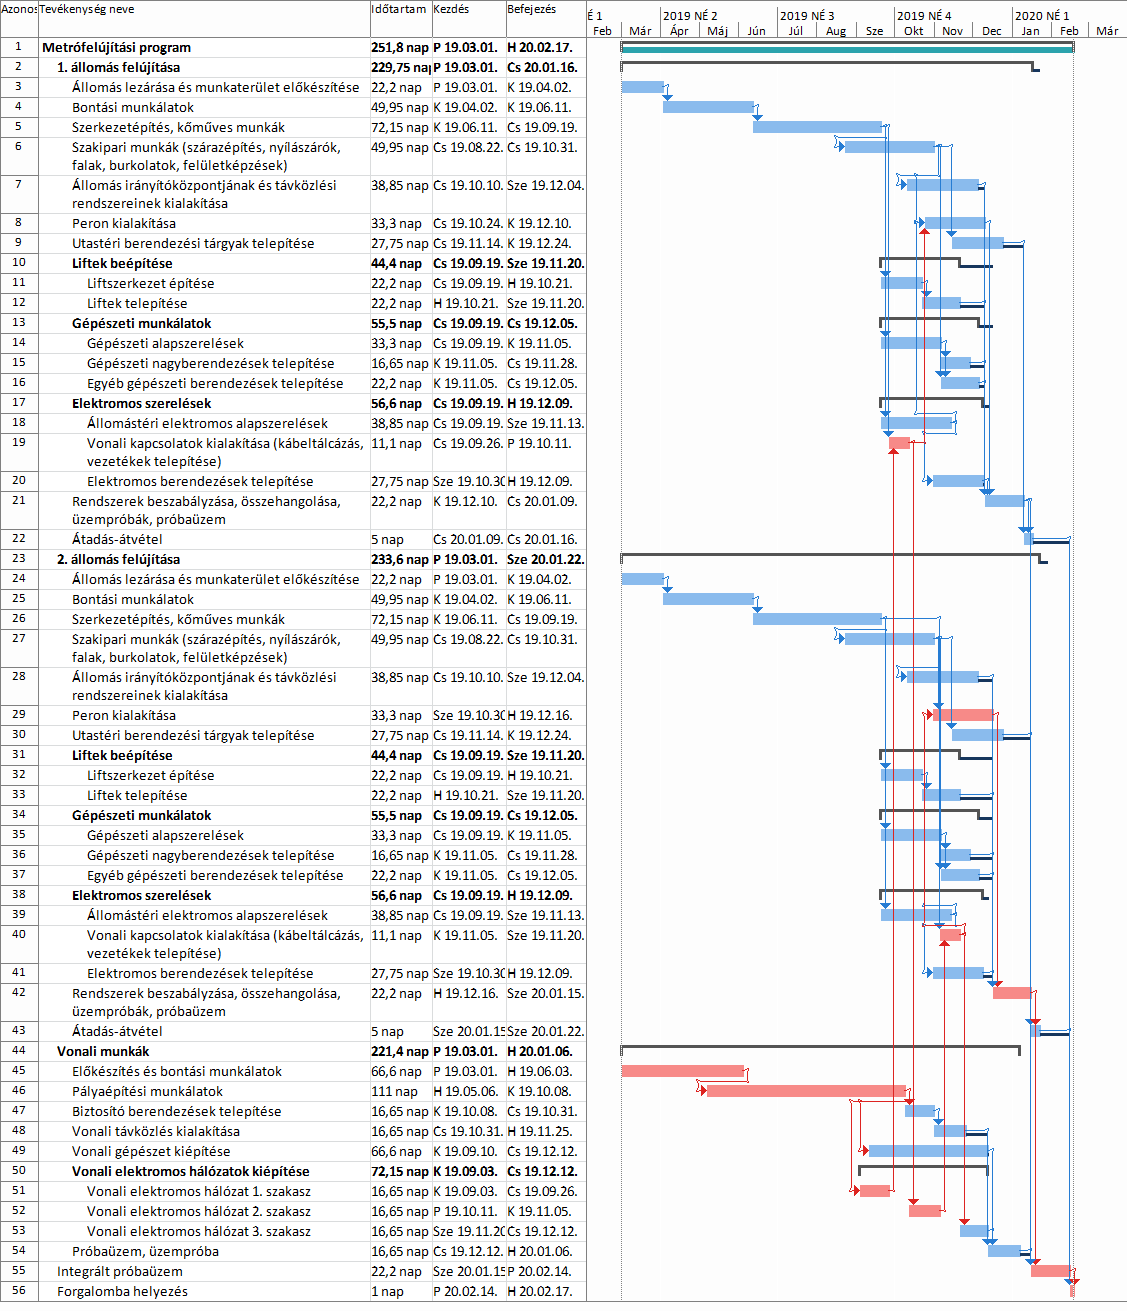 Azonos Tevékenység neve Időtartam Kezdés Befejezés É 1 2019 NÉ 2 2019 NÉ 3 2019 NÉ 4 2020 NÉ 1
Feb Már Ápr Máj Jún Júl Aug Sze Okt Nov Dec Jan Feb Már
1 Metrófelújítási program 251,8 nap P 19.03.01. H 20.02.17.
2 1. állomás felújítása 229,75 nap P 19.03.01. Cs 20.01.16.
3 Állomás lezárása és munkaterület előkészítése 22,2 nap P 19.03.01. K 19.04.02.
4 Bontási munkálatok 49,95 nap K 19.04.02. K 19.06.11.
5 Szerkezetépítés, kőműves munkák 72,15 nap K 19.06.11. Cs 19.09.19.
6 Szakipari munkák (szárazépítés, nyílászárók, 49,95 nap Cs 19.08.22. Cs 19.10.31.
falak, burkolatok, felületképzések)
7 Állomás irányítóközpontjának és távközlési 38,85 nap Cs 19.10.10. Sze 19.12.04.
rendszereinek kialakítása
8 Peron kialakítása 33,3 nap Cs 19.10.24. K 19.12.10.
9 Utastéri berendezési tárgyak telepítése 27,75 nap Cs 19.11.14. K 19.12.24.
10 Liftek beépítése 44,4 nap Cs 19.09.19. Sze 19.11.20.
11 Liftszerkezet építése 22,2 nap Cs 19.09.19. H 19.10.21.
12 Liftek telepítése 22,2 nap H 19.10.21. Sze 19.11.20.
13 Gépészeti munkálatok 55,5 nap Cs 19.09.19. Cs 19.12.05.
14 Gépészeti alapszerelések 33,3 nap Cs 19.09.19. K 19.11.05.
15 Gépészeti nagyberendezések telepítése 16,65 nap K 19.11.05. Cs 19.11.28.
16 Egyéb gépészeti berendezések telepítése 22,2 nap K 19.11.05. Cs 19.12.05.
17 Elektromos szerelések 56,6 nap Cs 19.09.19. H 19.12.09.
18 Állomástéri elektromos alapszerelések 38,85 nap Cs 19.09.19. Sze 19.11.13.
19 Vonali kapcsolatok kialakítása (kábeltálcázás, 11,1 nap Cs 19.09.26. P 19.10.11.
vezetékek telepítése)
20 Elektromos berendezések telepítése 27,75 nap Sze 19.10.30 H 19.12.09.
21 Rendszerek beszabályzása, összehangolása, 22,2 nap K 19.12.10. Cs 20.01.09.
üzempróbák, próbaüzem
22 Átadás-átvétel 5 nap Cs 20.01.09. Cs 20.01.16.
23 2. állomás felújítása 233,6 nap P 19.03.01. Sze 20.01.22.
24 Állomás lezárása és munkaterület előkészítése 22,2 nap P 19.03.01. K 19.04.02.
25 Bontási munkálatok 49,95 nap K 19.04.02. K 19.06.11.
26 Szerkezetépítés, kőműves munkák 72,15 nap K 19.06.11. Cs 19.09.19.
27 Szakipari munkák (szárazépítés, nyílászárók, 49,95 nap Cs 19.08.22. Cs 19.10.31.
falak, burkolatok, felületképzések)
28 Állomás irányítóközpontjának és távközlési 38,85 nap Cs 19.10.10. Sze 19.12.04.
rendszereinek kialakítása
29 Peron kialakítása 33,3 nap Sze 19.10.30 H 19.12.16.
30 Utastéri berendezési tárgyak telepítése 27,75 nap Cs 19.11.14. K 19.12.24.
31 Liftek beépítése 44,4 nap Cs 19.09.19. Sze 19.11.20.
32 Liftszerkezet építése 22,2 nap Cs 19.09.19. H 19.10.21.
33 Liftek telepítése 22,2 nap H 19.10.21. Sze 19.11.20.
34 Gépészeti munkálatok 55,5 nap Cs 19.09.19. Cs 19.12.05.
35 Gépészeti alapszerelések 33,3 nap Cs 19.09.19. K 19.11.05.
36 Gépészeti nagyberendezések telepítése 16,65 nap K 19.11.05. Cs 19.11.28.
37 Egyéb gépészeti berendezések telepítése 22,2 nap K 19.11.05. Cs 19.12.05.
38 Elektromos szerelések 56,6 nap Cs 19.09.19. H 19.12.09.
39 Állomástéri elektromos alapszerelések 38,85 nap Cs 19.09.19. Sze 19.11.13.
40 Vonali kapcsolatok kialakítása (kábeltálcázás, 11,1 nap K 19.11.05. Sze 19.11.20.
vezetékek telepítése)
41 Elektromos berendezések telepítése 27,75 nap Sze 19.10.30 H 19.12.09.
42 Rendszerek beszabályzása, összehangolása, 22,2 nap H 19.12.16. Sze 20.01.15.
üzempróbák, próbaüzem
43 Átadás-átvétel 5 nap Sze 20.01.15 Sze 20.01.22.
44 Vonali munkák 221,4 nap P 19.03.01. H 20.01.06.
45 Előkészítés és bontási munkálatok 66,6 nap P 19.03.01. H 19.06.03.
46 Pályaépítési munkálatok 111 nap H 19.05.06. K 19.10.08.
47 Biztosító berendezések telepítése 16,65 nap K 19.10.08. Cs 19.10.31.
48 Vonali távközlés kialakítása 16,65 nap Cs 19.10.31. H 19.11.25.
49 Vonali gépészet kiépítése 66,6 nap K 19.09.10. Cs 19.12.12.
50 Vonali elektromos hálózatok kiépítése 72,15 nap K 19.09.03. Cs 19.12.12.
51 Vonali elektromos hálózat 1. szakasz 16,65 nap K 19.09.03. Cs 19.09.26.
52 Vonali elektromos hálózat 2. szakasz 16,65 nap P 19.10.11. K 19.11.05.
53 Vonali elektromos hálózat 3. szakasz 16,65 nap Sze 19.11.20 Cs 19.12.12.
54 Próbaüzem, üzempróba 16,65 nap Cs 19.12.12. H 20.01.06.
55 Integrált próbaüzem 22,2 nap Sze 20.01.15 P 20.02.14.
56 Forgalomba helyezés 1 nap P 20.02.14. H 20.02.17.